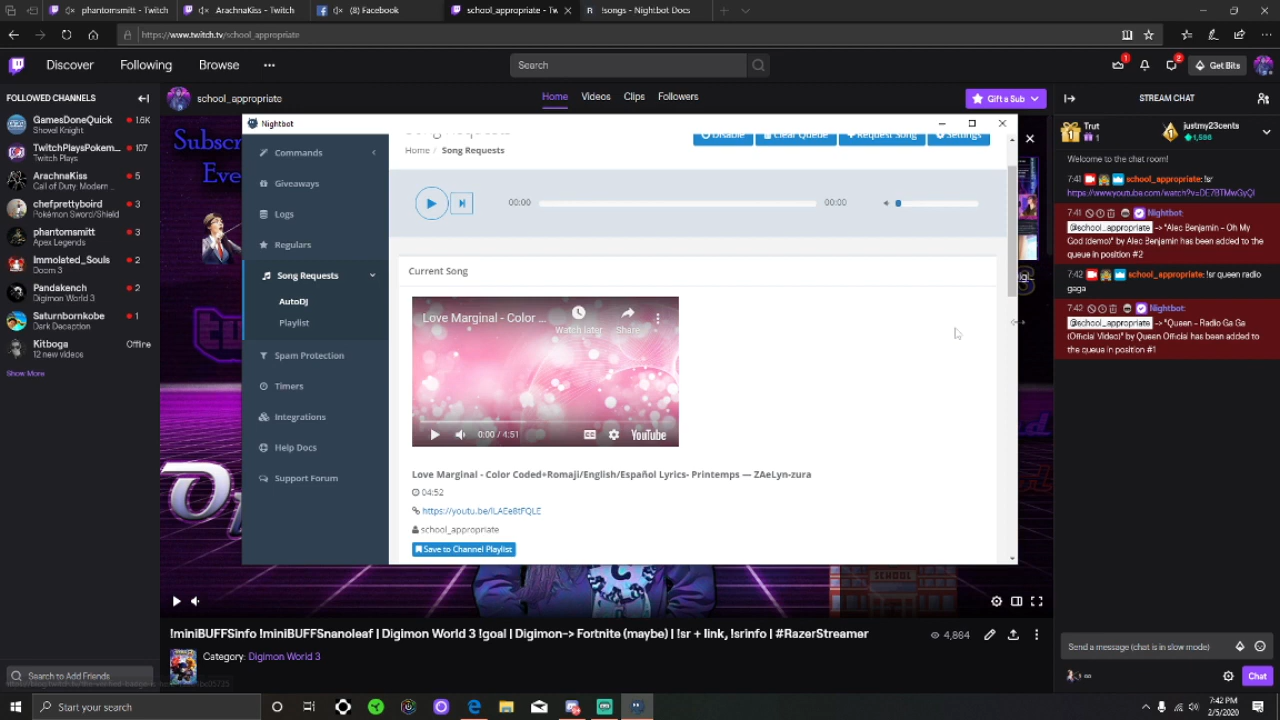 phantomsmitt - Twitch
ArachnaKiss - Twitch
(8) Facebook
school_appropriate - Tw
!songs - Nightbot Docs
https://www.twitch.tv/school_appropriate
Discover
Following
Browse
Search
1
2
Get Bits
FOLLOWED CHANNELS
GamesDoneQuick
1.6K
Shovel Knight
TwitchPlaysPokem...
107
Twitch Plays
ArachnaKiss
5
Call of Duty: Modern ...
chefprettyboird
3
Pokémon Sword/Shield
phantomsmitt
3
Apex Legends
Immolated_Souls
2
Doom 3
Pandakench
2
Digimon World 3
Saturnbornkobe
1
Dark Deception
Kitboga
Offline
12 new videos
Show More
Search to Add Friends
school_appropriate
Home
Videos
Clips
Followers
Gift a Sub
Subscr
Eve
Nightbot
Commands
Giveaways
Logs
Regulars
Song Requests
AutoDJ
Playlist
Spam Protection
Timers
Integrations
Help Docs
Support Forum
Song Requests
Disable
Clear Queue
Request Song
Settings
Home / Song Requests
00:00
00:00
Current Song
Love Marginal - Color ...
Watch later
Share
0:00 / 4:51
YouTube
Love Marginal - Color Coded+Romaji/English/Español Lyrics- Printemps — ZAeLyn-zura
04:52
school_appropriate
Save to Channel Playlist
SCHOOL
!miniBUFFSinfo !miniBUFFSnanoleaf | Digimon World 3 !goal | Digimon-> Fortnite (maybe) | !sr + link, !srinfo | #RazerStreamer
4,864
Category: Digimon World 3
STREAM CHAT
Trut
1
justmy23cents
1,598
Welcome to the chat room!
7:41 school_appropriate: !sr
7:41 Nightbot:
@school_appropriate -> "Alec Benjamin - Oh My
God (demo)" by Alec Benjamin has been added to the
queue in position #2
7:42 school_appropriate: !sr queen radio
gaga
7:42 Nightbot:
@school_appropriate -> "Queen - Radio Ga Ga
(Official Video)" by Queen Official has been added to
the queue in position #1
Send a message (chat is in slow mode)
Chat
Start your search
7:42 PM
2/5/2020